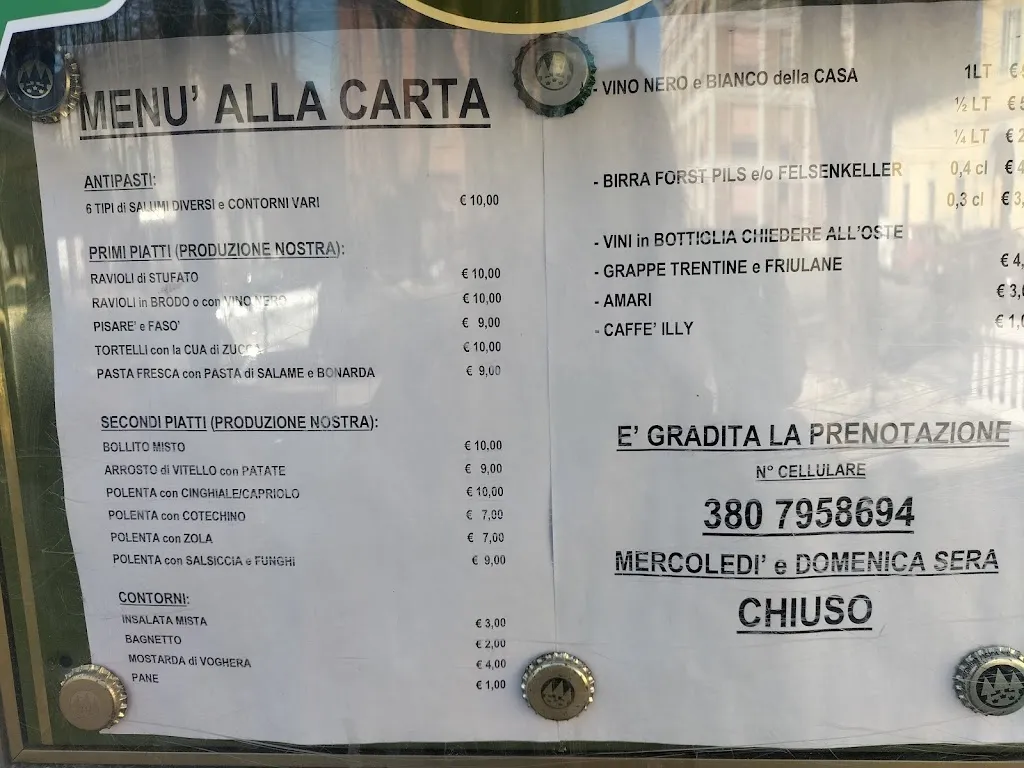 MENU' ALLA CARTA
ANTIPASTI:
6 TIPI di SALUMI DIVERSI e CONTORNI VARI € 10,00
PRIMI PIATTI (PRODUZIONE NOSTRA):
RAVIOLI di STUFATO € 10,00
RAVIOLI in BRODO o con VINO NERO € 10,00
PISARE' e FASO' € 9,00
TORTELLI con la CUA di ZUCCA € 10,00
PASTA FRESCA con PASTA di SALAME e BONARDA € 9,00
SECONDI PIATTI (PRODUZIONE NOSTRA):
BOLLITO MISTO € 10,00
ARROSTO di VITELLO con PATATE € 9,00
POLENTA con CINGHIALE/CAPRIOLO € 10,00
POLENTA con COTECHINO € 7,00
POLENTA con ZOLA € 7,00
POLENTA con SALSICCIA e FUNGHI € 9,00
CONTORNI:
INSALATA MISTA € 3,00
BAGNETTO € 2,00
MOSTARDA di VOGHERA € 4,00
PANE € 1,00
- VINO NERO e BIANCO della CASA 1LT €
½ LT €
¼ LT €
- BIRRA FORST PILS e/o FELSENKELLER 0,4 cl €
0,3 cl €
- VINI in BOTTIGLIA CHIEDERE ALL'OSTE
- GRAPPE TRENTINE e FRIULANE €
- AMARI €
- CAFFE' ILLY €
E' GRADITA LA PRENOTAZIONE
N° CELLULARE
380 7958694
MERCOLEDI' e DOMENICA SERA
CHIUSO